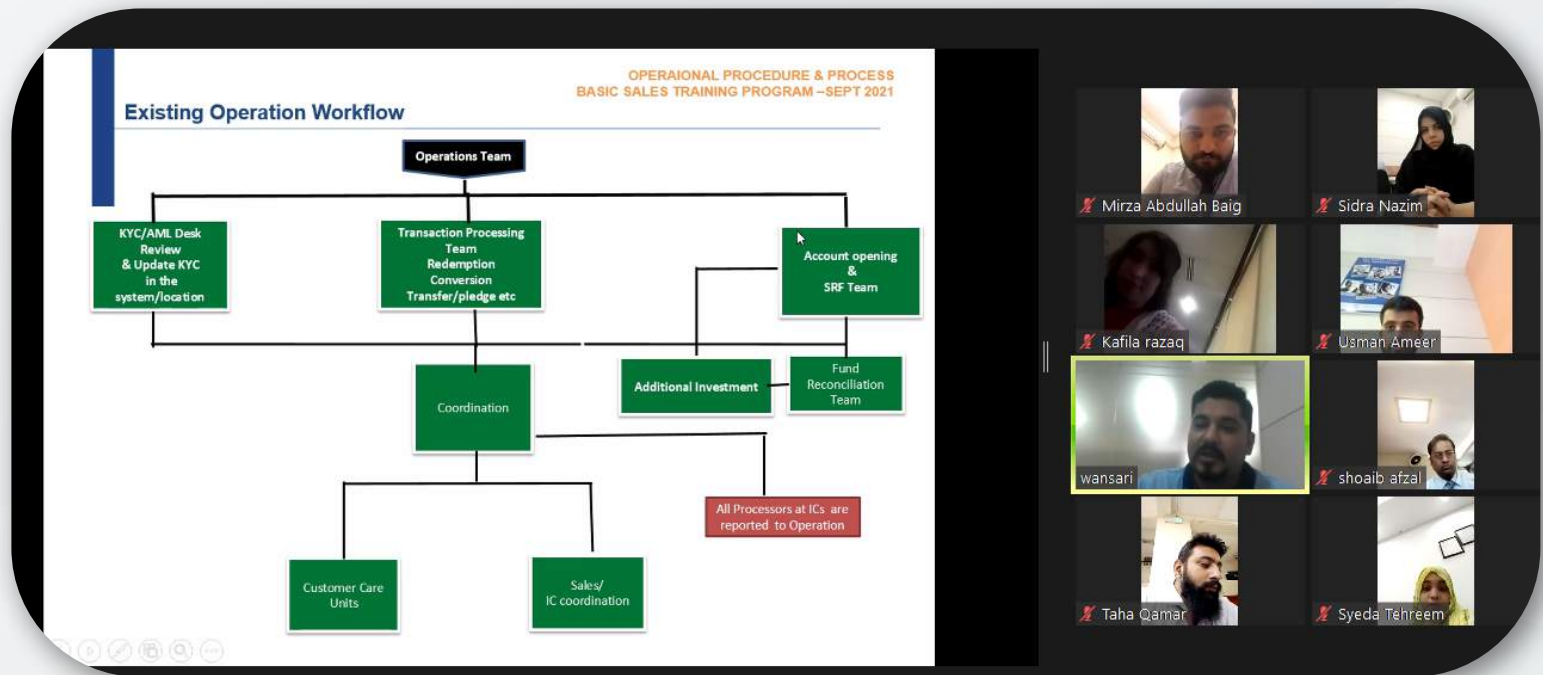 OPERAIONAL PROCEDURE & PROCESS
BASIC SALES TRAINING PROGRAM –SEPT 2021
Existing Operation Workflow
Operations Team
KYC/AML Desk
Review
& Update KYC
in the
system/location
Transaction Processing
Team
Redemption
Conversion
Transfer/pledge etc
Account opening
&
SRF Team
Additional Investment
Fund
Reconciliation
Team
Coordination
All Processors at ICs are
reported to Operation
Customer Care
Units
Sales/
IC coordination
Mirza Abdullah Baig
Sidra Nazim
Kafila razaq
Usman Ameer
wansari
shoaib afzal
Taha Qamar
Syeda Tehreem